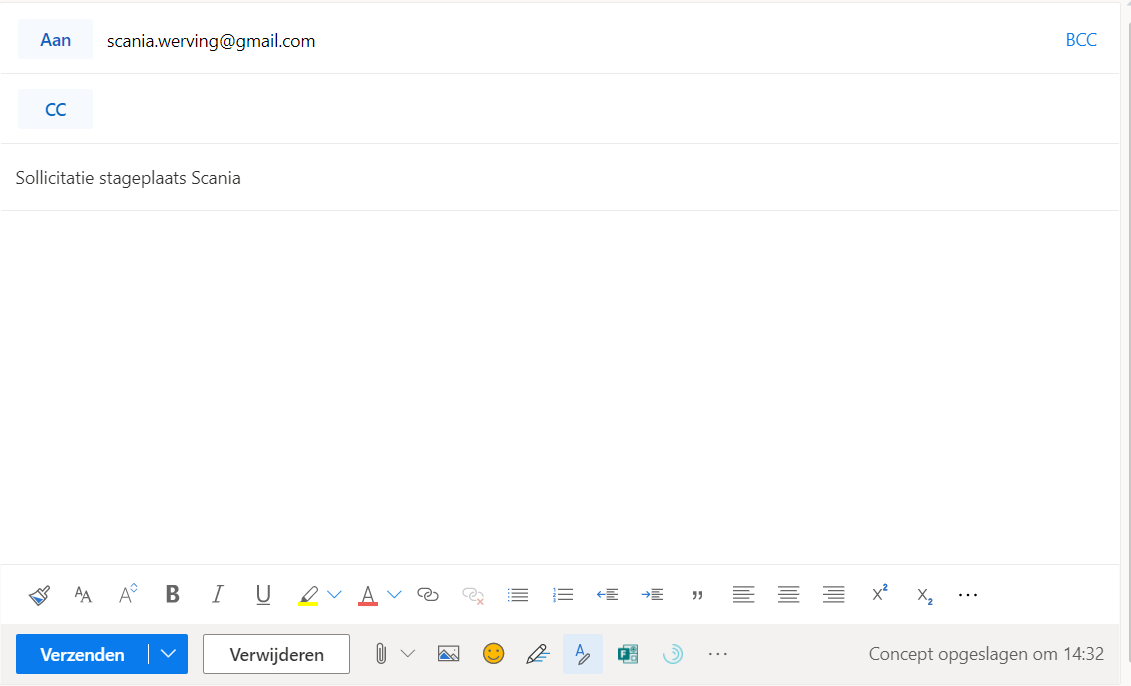 Aan scania.werving@gmail.com BCC
CC
Sollicitatie stageplaats Scania
Verzenden Verwijderen Concept opgeslagen om 14:32